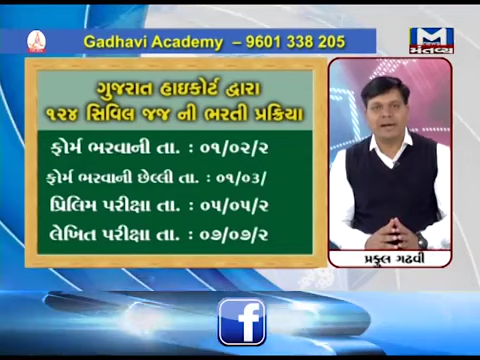 Gadhavi Academy – 9601 338 205
મંતવ્ય
ગુજરાત હાઇકોર્ટ દ્વારા
૧૨૪ સિવિલ જજ ની ભરતી પ્રક્રિયા
ફોર્મ ભરવાની તા. : ૦૧/૦૨/૨
ફોર્મ ભરવાની છેલ્લી તા. : ૦૧/૦૩/
પ્રિલિમ પરીક્ષા તા. : ૦૫/૦૫/૨
લેખિત પરીક્ષા તા. : ૦૭/૦૭/૨
પ્રફુલ ગઢવી